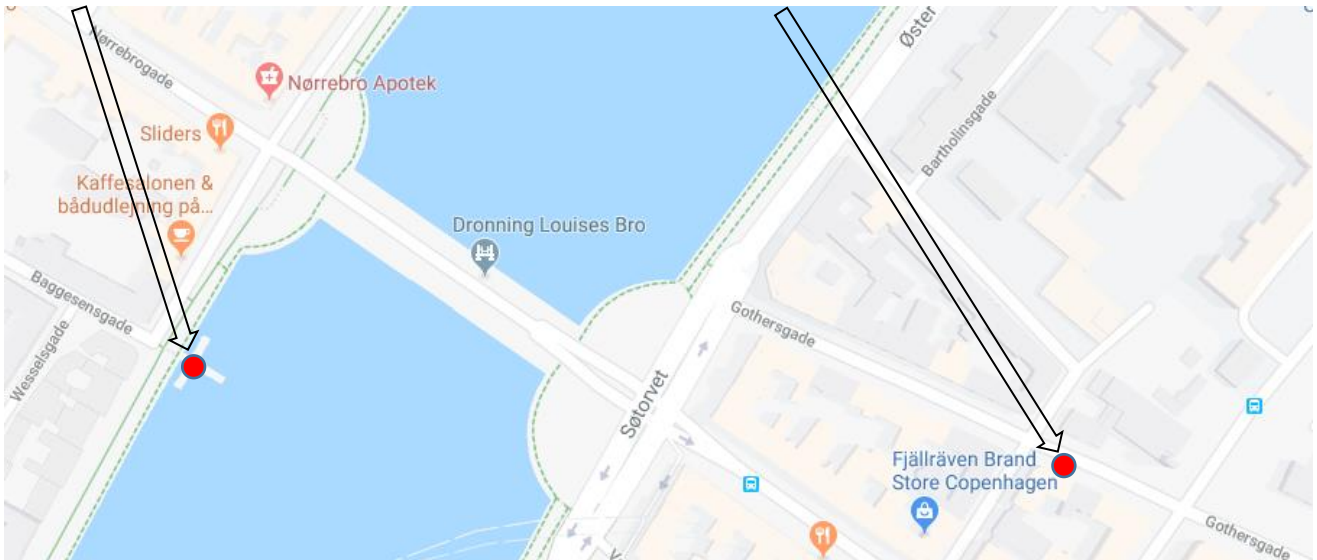 Nørrebrogade
Nørrebro Apotek
Sliders
Kaffesalonen &
bådudlejning på...
Baggesensgade
Wesselsgade
Dronning Louises Bro
Øster
Bartholinsgade
Gothersgade
Søtorvet
Fjällräven Brand
Store Copenhagen
Gothersgade